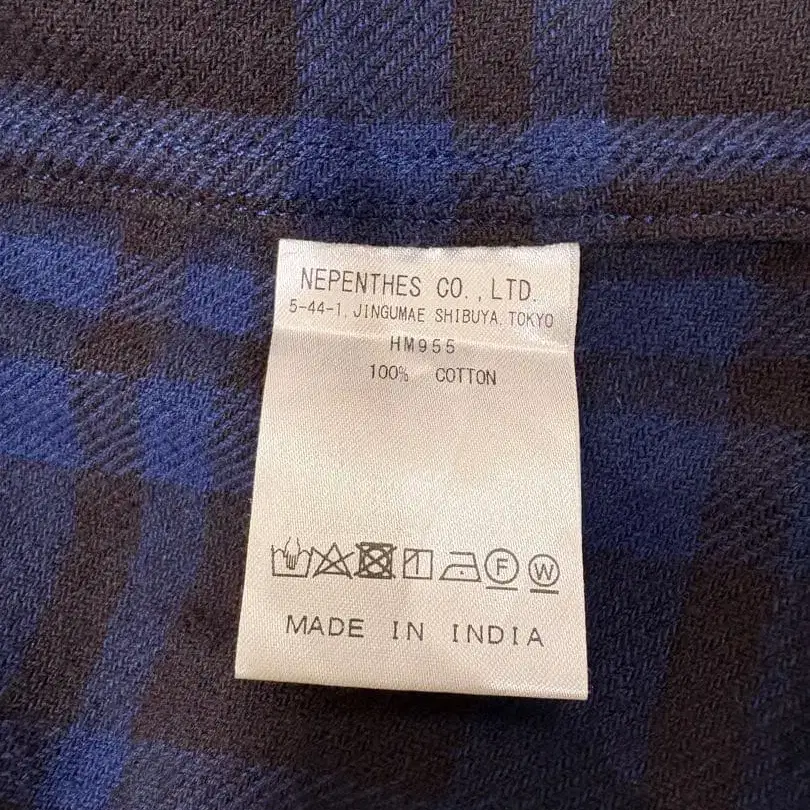 NEPENTHES CO.,LTD.
5-44-1, JINGUMAE SHIBUYA, TOKYO
HM955
100% COTTON
F W
MADE IN INDIA